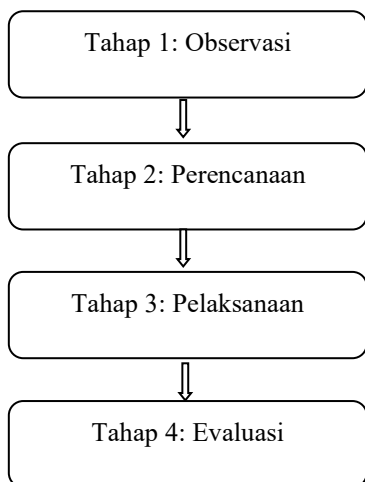 Tahap 1: Observasi
Tahap 2: Perencanaan
Tahap 3: Pelaksanaan
Tahap 4: Evaluasi